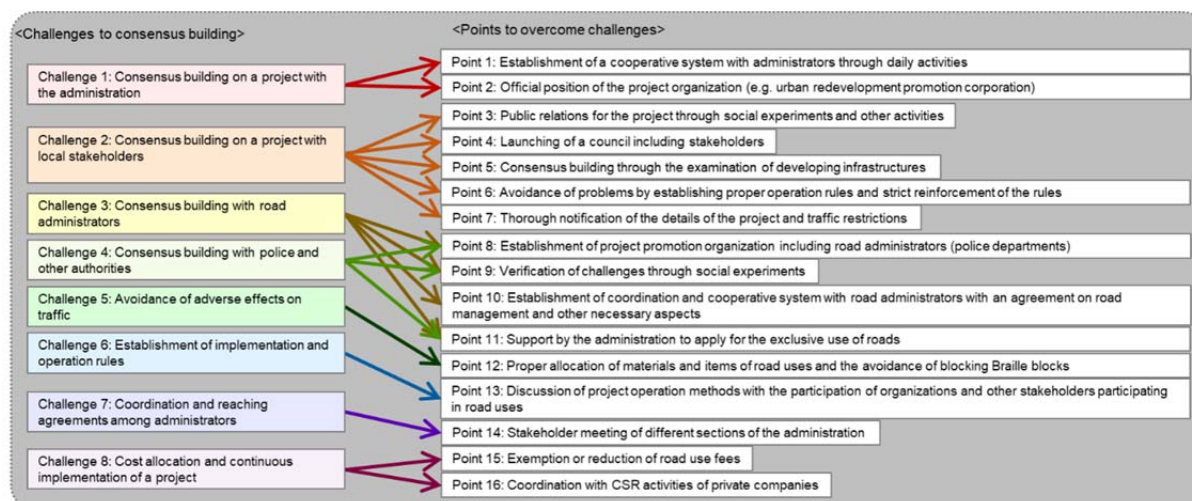 <Challenges to consensus building>
Challenge 1: Consensus building on a project with
the administration
Challenge 2: Consensus building on a project with
local stakeholders
Challenge 3: Consensus building with road
administrators
Challenge 4: Consensus building with police and
other authorities
Challenge 5: Avoidance of adverse effects on
traffic
Challenge 6: Establishment of implementation and
operation rules
Challenge 7: Coordination and reaching
agreements among administrators
Challenge 8: Cost allocation and continuous
implementation of a project
<Points to overcome challenges>
Point 1: Establishment of a cooperative system with administrators through daily activities
Point 2: Official position of the project organization (e.g. urban redevelopment promotion corporation)
Point 3: Public relations for the project through social experiments and other activities
Point 4: Launching of a council including stakeholders
Point 5: Consensus building through the examination of developing infrastructures
Point 6: Avoidance of problems by establishing proper operation rules and strict reinforcement of the rules
Point 7: Thorough notification of the details of the project and traffic restrictions
Point 8: Establishment of project promotion organization including road administrators (police departments)
Point 9: Verification of challenges through social experiments
Point 10: Establishment of coordination and cooperative system with road administrators with an agreement on road
management and other necessary aspects
Point 11: Support by the administration to apply for the exclusive use of roads
Point 12: Proper allocation of materials and items of road uses and the avoidance of blocking Braille blocks
Point 13: Discussion of project operation methods with the participation of organizations and other stakeholders participating
in road uses
Point 14: Stakeholder meeting of different sections of the administration
Point 15: Exemption or reduction of road use fees
Point 16: Coordination with CSR activities of private companies